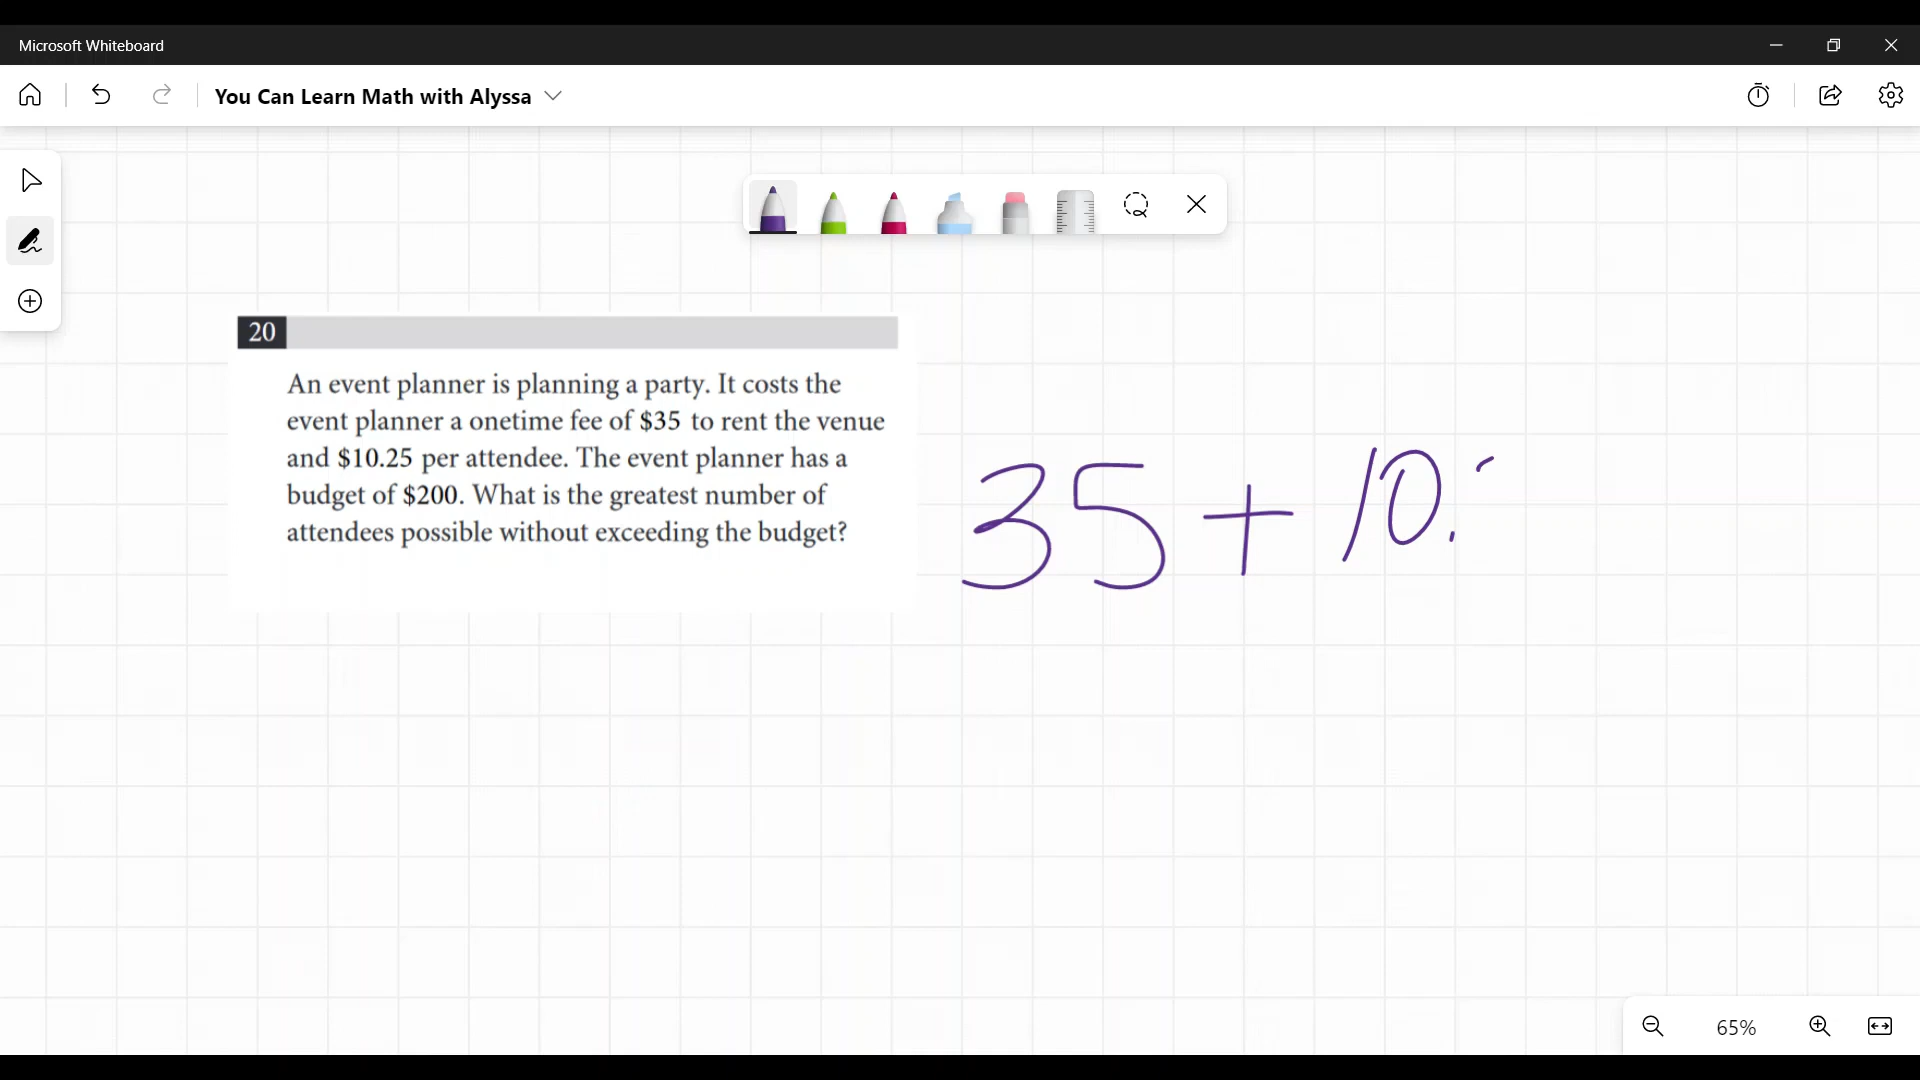 Microsoft Whiteboard
You Can Learn Math with Alyssa
20
An event planner is planning a party. It costs the
event planner a onetime fee of $35 to rent the venue
and $10.25 per attendee. The event planner has a
budget of $200. What is the greatest number of
attendees possible without exceeding the budget?
35 + 10.
65%